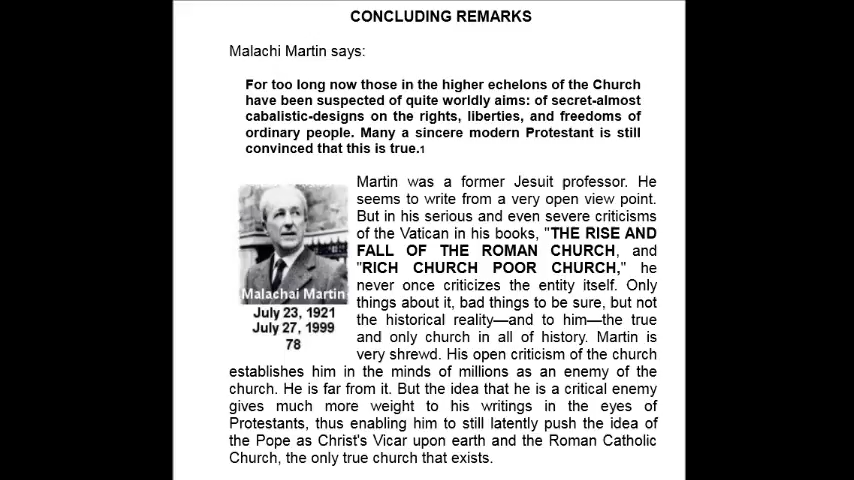 CONCLUDING REMARKS
Malachi Martin says:
For too long now those in the higher echelons of the Church
have been suspected of quite worldly aims: of secret-almost
cabalistic-designs on the rights, liberties, and freedoms of
ordinary people. Many a sincere modern Protestant is still
convinced that this is true.1
Martin was a former Jesuit professor. He
seems to write from a very open view point.
But in his serious and even severe criticisms
of the Vatican in his books, "THE RISE AND
FALL OF THE ROMAN CHURCH, and
"RICH CHURCH POOR CHURCH," he
never once criticizes the entity itself. Only
things about it, bad things to be sure, but not
the historical reality—and to him—the true
and only church in all of history. Martin is
very shrewd. His open criticism of the church
Malachai Martin
July 23, 1921
July 27, 1999
78
establishes him in the minds of millions as an enemy of the
church. He is far from it. But the idea that he is a critical enemy
gives much more weight to his writings in the eyes of
Protestants, thus enabling him to still latently push the idea of
the Pope as Christ's Vicar upon earth and the Roman Catholic
Church, the only true church that exists.